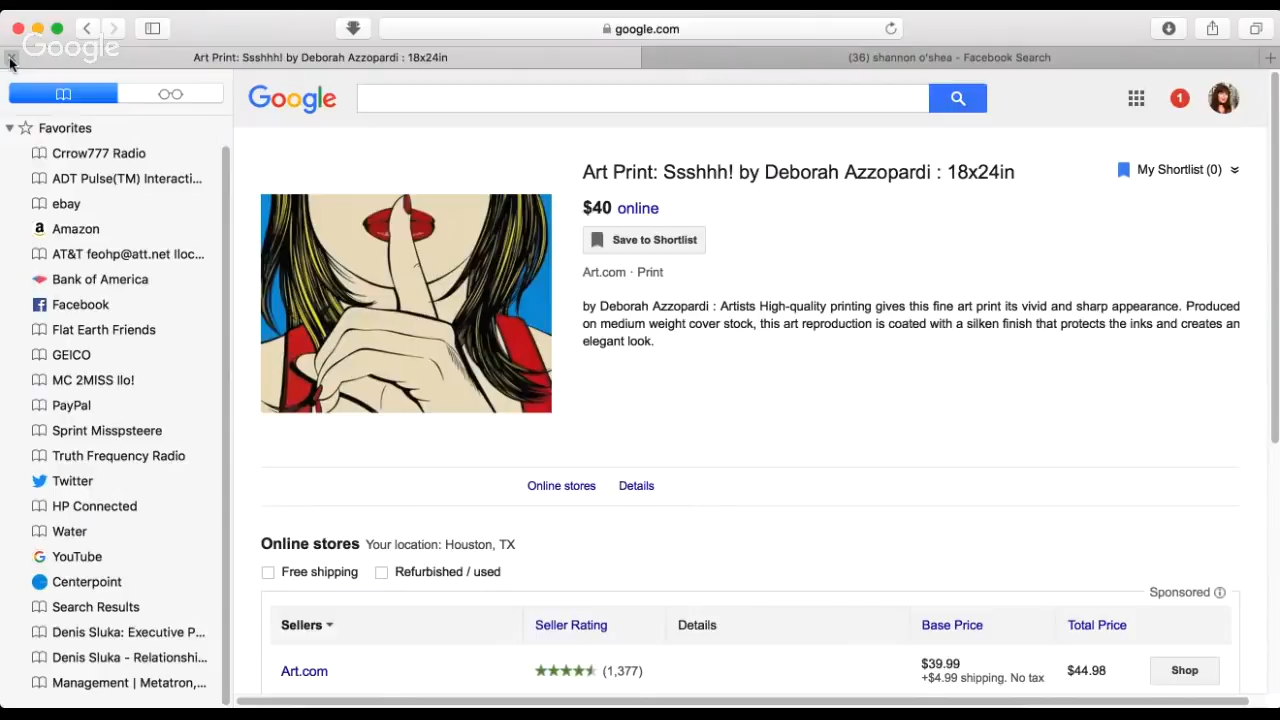 google.com
Google
Art Print: Ssshhh! by Deborah Azzopardi : 18x24in
(36) shannon o'shea - Facebook Search
Google
1
Favorites
Crrow777 Radio
ADT Pulse(TM) Interacti...
ebay
Amazon
AT&T feohp@att.net lloc...
Bank of America
Facebook
Flat Earth Friends
GEICO
MC 2MISS llo!
PayPal
Sprint Misspsteere
Truth Frequency Radio
Twitter
HP Connected
Water
YouTube
Centerpoint
Search Results
Denis Sluka: Executive P...
Denis Sluka - Relationshi...
Management | Metatron,...
Art Print: Ssshhh! by Deborah Azzopardi : 18x24in
My Shortlist (0)
$40 online
Save to Shortlist
Art.com · Print
by Deborah Azzopardi : Artists High-quality printing gives this fine art print its vivid and sharp appearance. Produced
on medium weight cover stock, this art reproduction is coated with a silken finish that protects the inks and creates an
elegant look.
Online stores Details
Online stores Your location: Houston, TX
Free shipping Refurbished / used
Sponsored
Sellers Seller Rating Details Base Price Total Price
Art.com (1,377) $39.99 $44.98 Shop
+$4.99 shipping. No tax